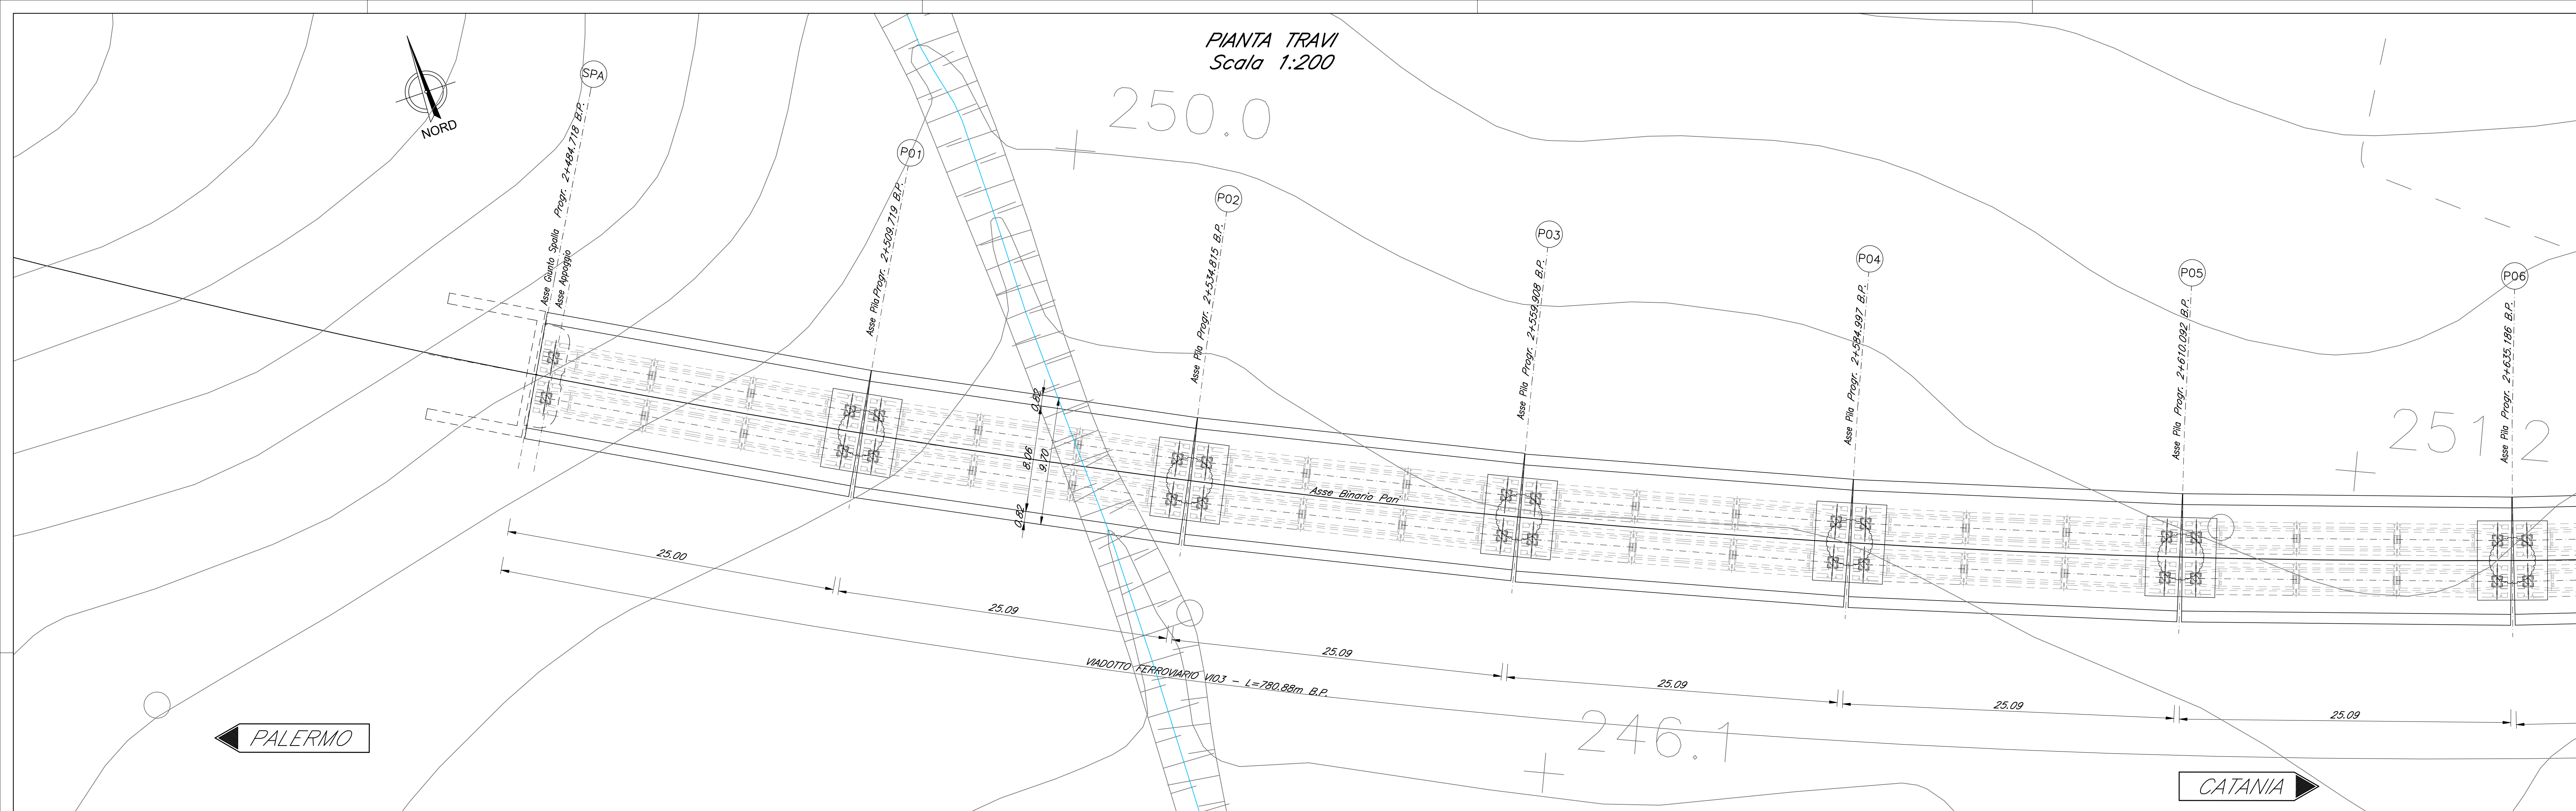 PIANTA TRAVI
Scala 1:200
NORD
SPA
Asse Giunto Spalla Progr. 2+484.718 B.P.
Asse Appoggio
P01
Asse Pila Progr. 2+509.719 B.P.
P02
Asse Pila Progr. 2+534.815 B.P.
P03
Asse Pila Progr. 2+559.908 B.P.
P04
Asse Pila Progr. 2+584.997 B.P.
P05
Asse Pila Progr. 2+610.092 B.P.
P06
Asse Pila Progr. 2+635.186 B.P.
250.0
251.2
246.1
0.82
8.06
9.70
0.82
Asse Binario Pari
25.00
25.09
25.09
25.09
25.09
25.09
VIADOTTO FERROVIARIO VI03 - L=780.88m B.P.
PALERMO
CATANIA